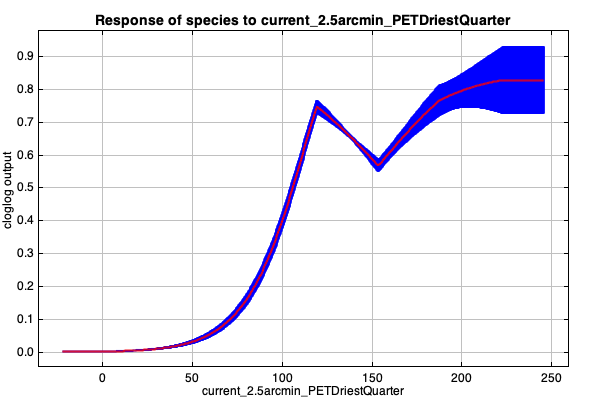 Response of species to current_2.5arcmin_PETDriestQuarter
cloglog output
0.9
0.8
0.7
0.6
0.5
0.4
0.3
0.2
0.1
0.0
0 50 100 150 200 250
current_2.5arcmin_PETDriestQuarter